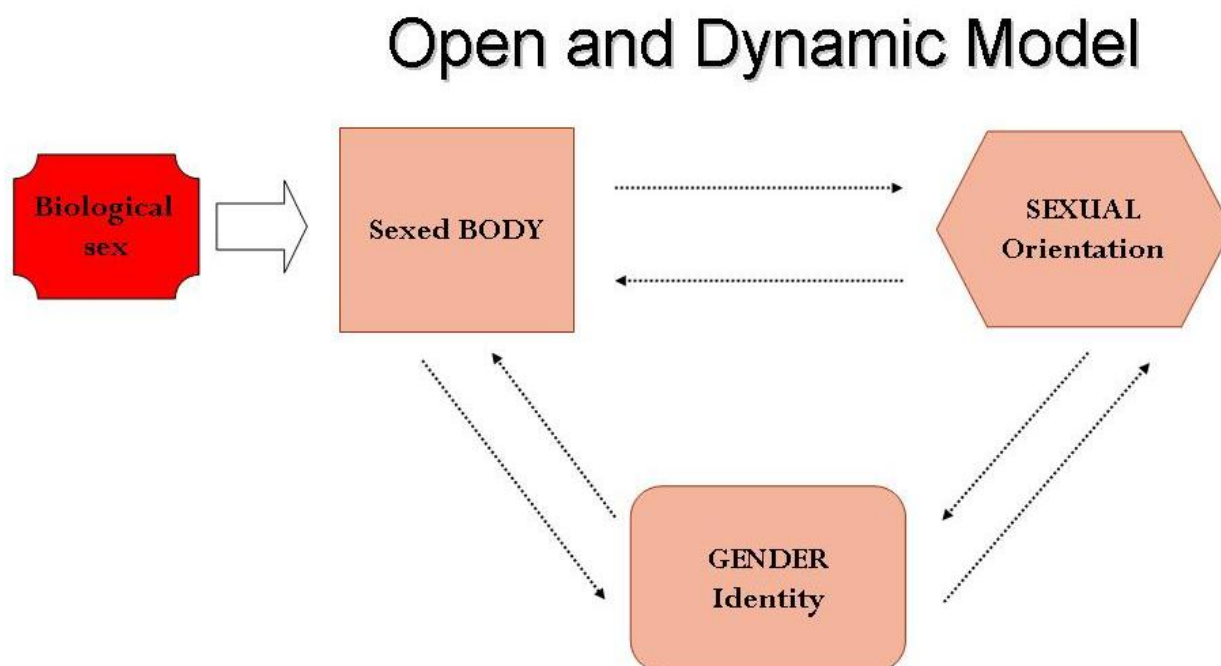 Open and Dynamic Model
Biological
sex
Sexed BODY
SEXUAL
Orientation
GENDER
Identity